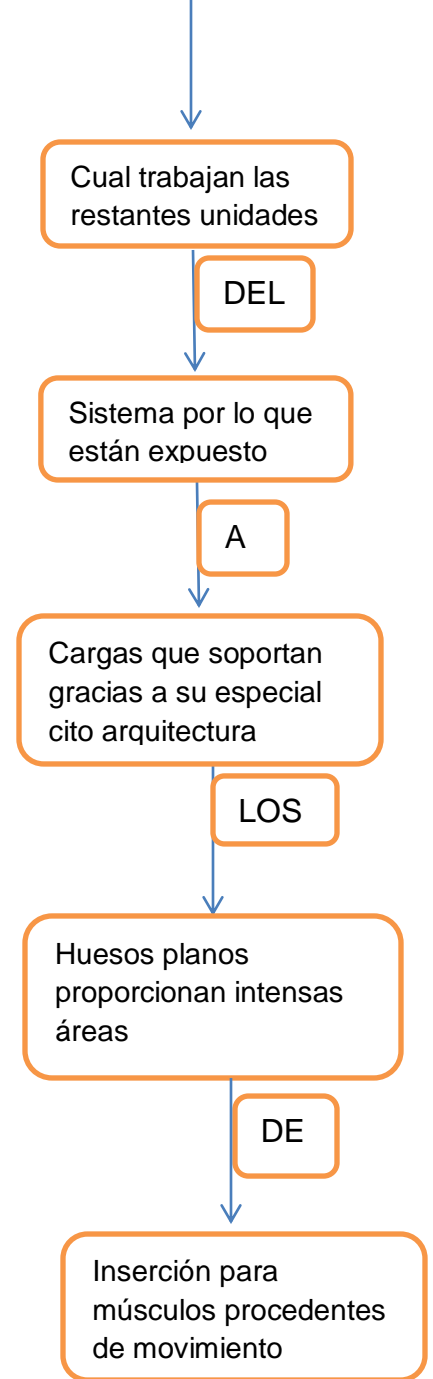 Cual trabajan las
restantes unidades
DEL
Sistema por lo que
están expuesto
A
Cargas que soportan
gracias a su especial
cito arquitectura
LOS
Huesos planos
proporcionan intensas
áreas
DE
Inserción para
músculos procedentes
de movimiento